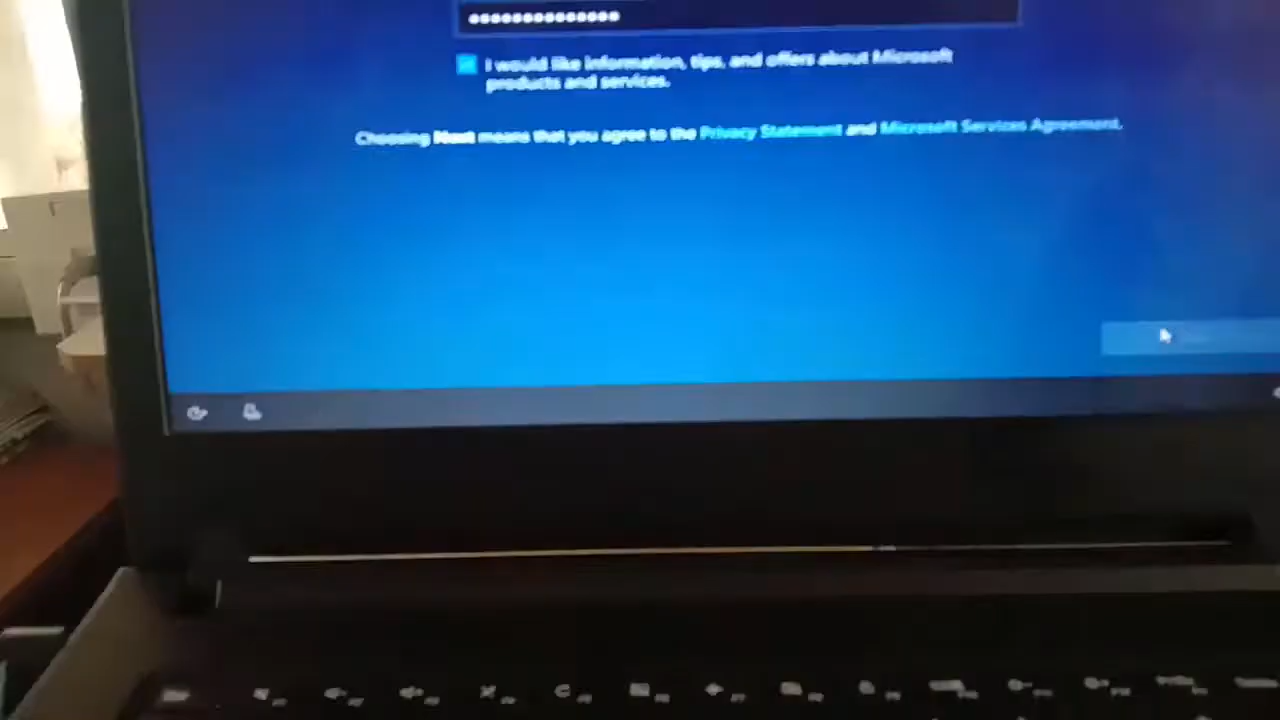 I would like information, tips, and offers about Microsoft
products and services.
Choosing Next means that you agree to the Privacy Statement and Microsoft Services Agreement.